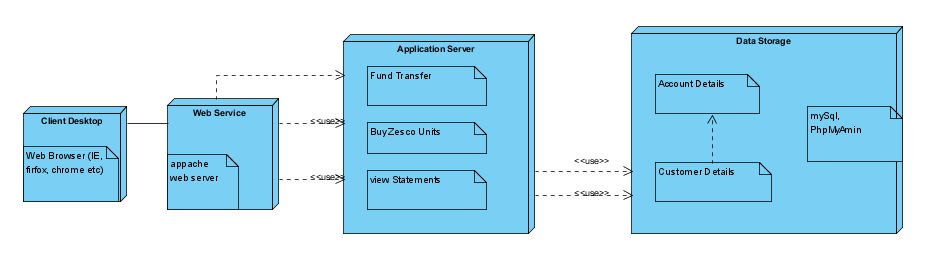 Client Desktop
Web Browser (IE,
firfox, chrome etc)
Web Service
appache
web server
<<use>>
<<use>>
Application Server
Fund Transfer
BuyZesco Units
view Statements
<<use>>
<<use>>
Data Storage
Account Details
Customer Details
mySql,
PhpMyAmin